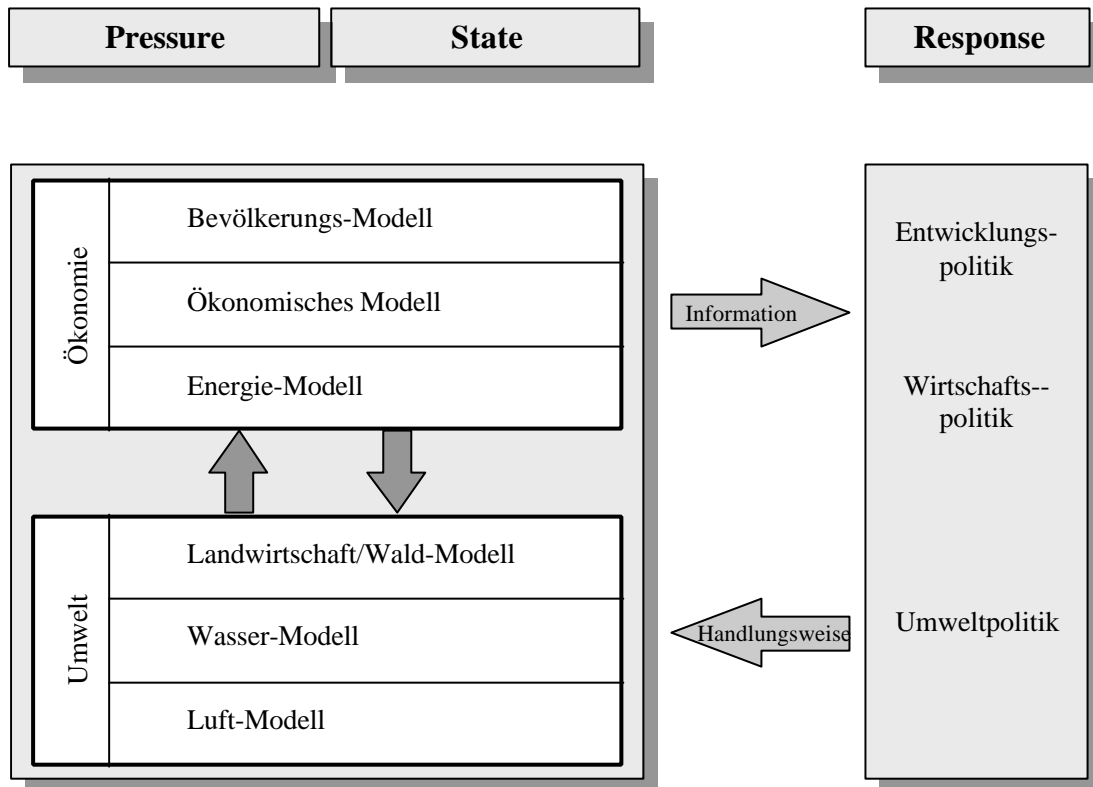 Pressure
State
Response
Ökonomie
Bevölkerungs-Modell
Ökonomisches Modell
Energie-Modell
Information
Entwicklungs-
politik
Wirtschafts--
politik
Umwelt
Landwirtschaft/Wald-Modell
Wasser-Modell
Luft-Modell
Handlungsweise
Umweltpolitik